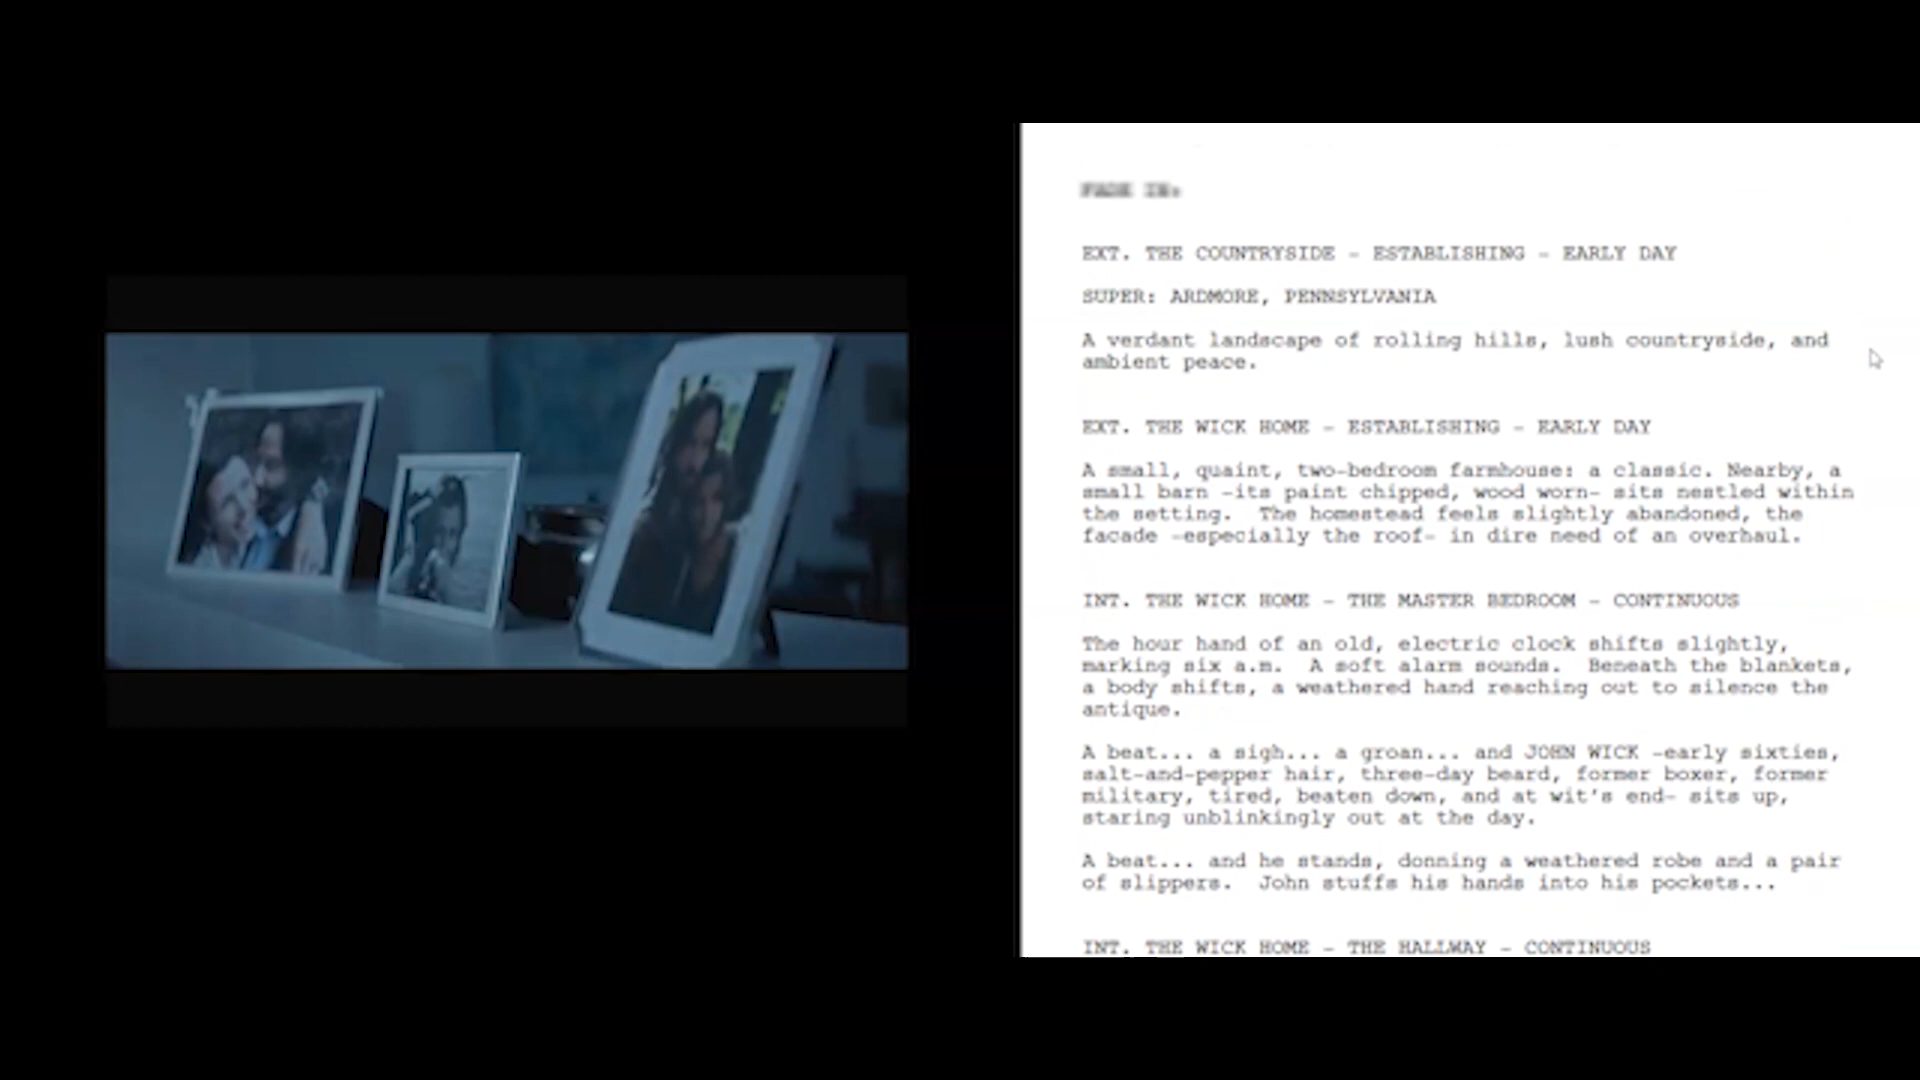 FADE IN:
EXT. THE COUNTRYSIDE - ESTABLISHING - EARLY DAY
SUPER: ARDMORE, PENNSYLVANIA
A verdant landscape of rolling hills, lush countryside, and
ambient peace.
EXT. THE WICK HOME - ESTABLISHING - EARLY DAY
A small, quaint, two-bedroom farmhouse: a classic. Nearby, a
small barn -its paint chipped, wood worn- sits nestled within
the setting.  The homestead feels slightly abandoned, the
facade -especially the roof- in dire need of an overhaul.
INT. THE WICK HOME - THE MASTER BEDROOM - CONTINUOUS
The hour hand of an old, electric clock shifts slightly,
marking six a.m.  A soft alarm sounds.  Beneath the blankets,
a body shifts, a weathered hand reaching out to silence the
antique.
A beat... a sigh... a groan... and JOHN WICK -early sixties,
salt-and-pepper hair, three-day beard, former boxer, former
military, tired, beaten down, and at wit's end- sits up,
staring unblinkingly out at the day.
A beat... and he stands, donning a weathered robe and a pair
of slippers.  John stuffs his hands into his pockets...
INT. THE WICK HOME - THE HALLWAY - CONTINUOUS